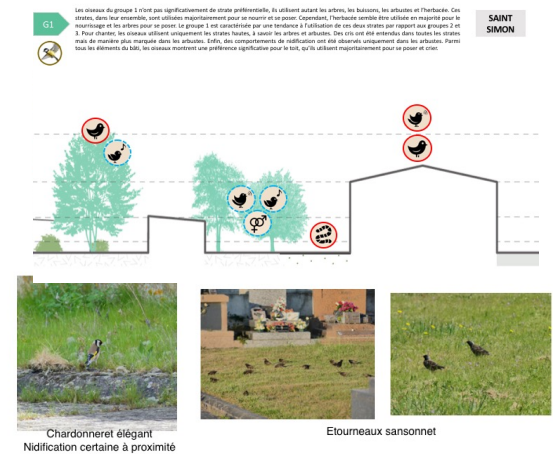 Les oiseaux du groupe 1 n'ont pas significativement de strate préférentielle, ils utilisent autant les arbres, les buissons, les arbustes et l'herbacée. Ces
strates, dans leur ensemble, sont utilisées majoritairement pour se nourrir et se poser. Cependant, l'herbacée semble être utilisée en majorité pour le
nourrissage et les arbres pour se poser. Le groupe 1 est caractérisée par une tendance à l'utilisation de ces deux strates par rapport aux groupes 2 et
3. Pour chanter, les oiseaux utilisent uniquement les strates hautes, à savoir les arbres et arbustes. Des cris ont été entendus dans toutes les strates
mais de manière plus marquée dans les arbustes. Enfin, des comportements de nidification ont été observés uniquement dans les arbustes. Parmi
tous les éléments du bâti, les oiseaux montrent une préférence significative pour le toit, qu'ils utilisent majoritairement pour se poser et crier.
G1
SAINT
SIMON
Chardonneret élégant
Nidification certaine à proximité
Etourneaux sansonnet